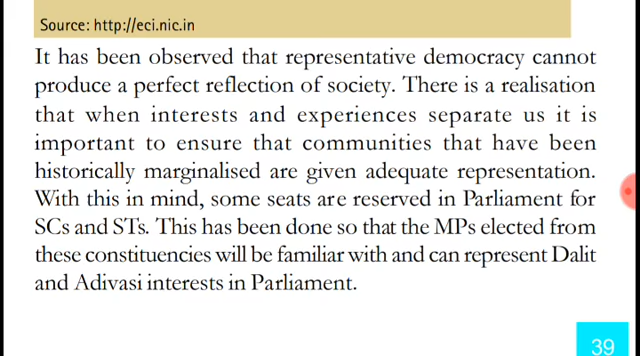 Source: http://eci.nic.in
It has been observed that representative democracy cannot
produce a perfect reflection of society. There is a realisation
that when interests and experiences separate us it is
important to ensure that communities that have been
historically marginalised are given adequate representation.
With this in mind, some seats are reserved in Parliament for
SCs and STs. This has been done so that the MPs elected from
these constituencies will be familiar with and can represent Dalit
and Adivasi interests in Parliament.
39